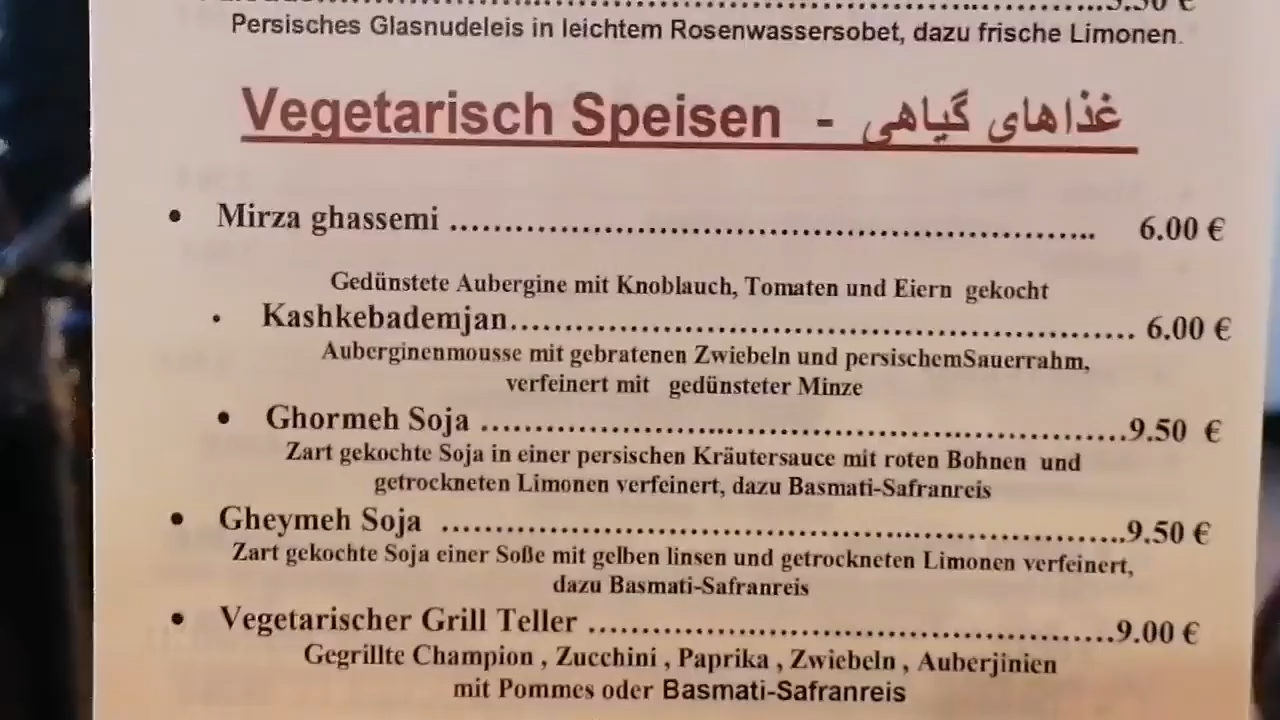 Persisches Glasnudeleis in leichtem Rosenwassersobet, dazu frische Limonen.
Vegetarisch Speisen - غذاهای گیاهی
• Mirza ghassemi ........................................................... 6.00 €
Gedünstete Aubergine mit Knoblauch, Tomaten und Eiern gekocht
• Kashkebademjan......................................................... 6.00 €
Auberginenmousse mit gebratenen Zwiebeln und persischemSauerrahm,
verfeinert mit gedünsteter Minze
• Ghormeh Soja ...........................................................9.50 €
Zart gekochte Soja in einer persischen Kräutersauce mit roten Bohnen und
getrockneten Limonen verfeinert, dazu Basmati-Safranreis
• Gheymeh Soja ...........................................................9.50 €
Zart gekochte Soja einer Soße mit gelben linsen und getrockneten Limonen verfeinert,
dazu Basmati-Safranreis
• Vegetarischer Grill Teller ................................................9.00 €
Gegrillte Champion , Zucchini , Paprika , Zwiebeln , Auberjinien
mit Pommes oder Basmati-Safranreis